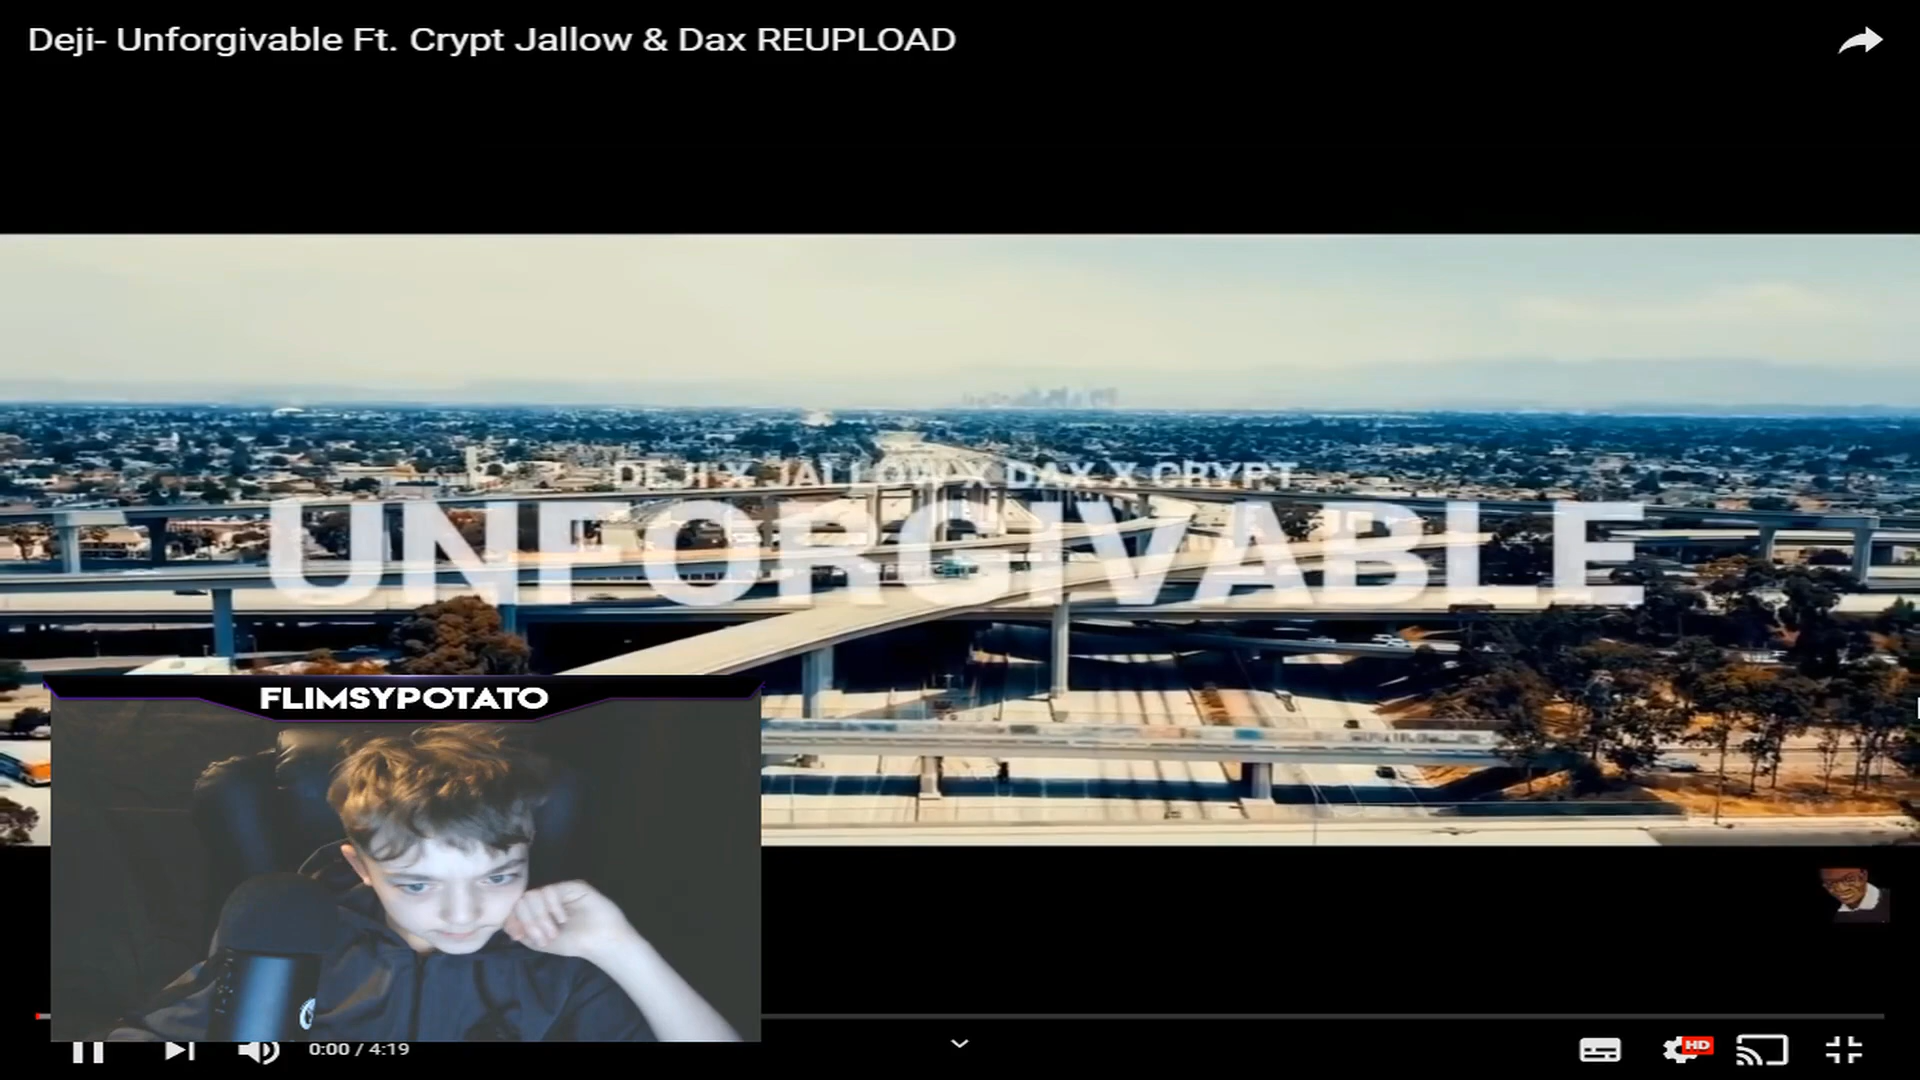 Deji- Unforgivable Ft. Crypt Jallow & Dax REUPLOAD
DEJI X JALLOW X DAX X CRYPT
UNFORGIVABLE
FLIMSYPOTATO
0:00 / 4:19
HD